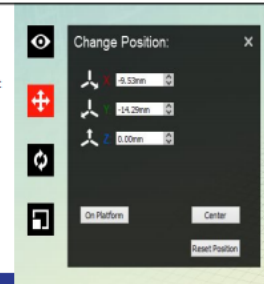 Change Position: X
X -9.53mm
Y -14.29mm
Z 0.00mm
On Platform Center
Reset Position